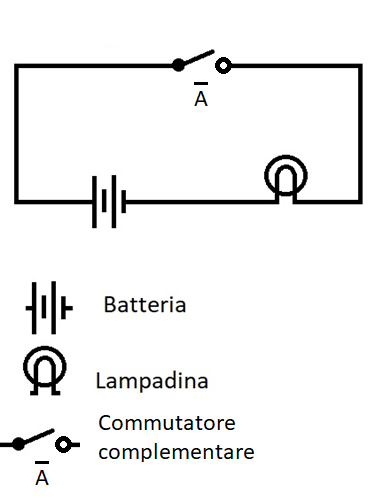 A̅
Batteria
Lampadina
Commutatore
complementare
A̅